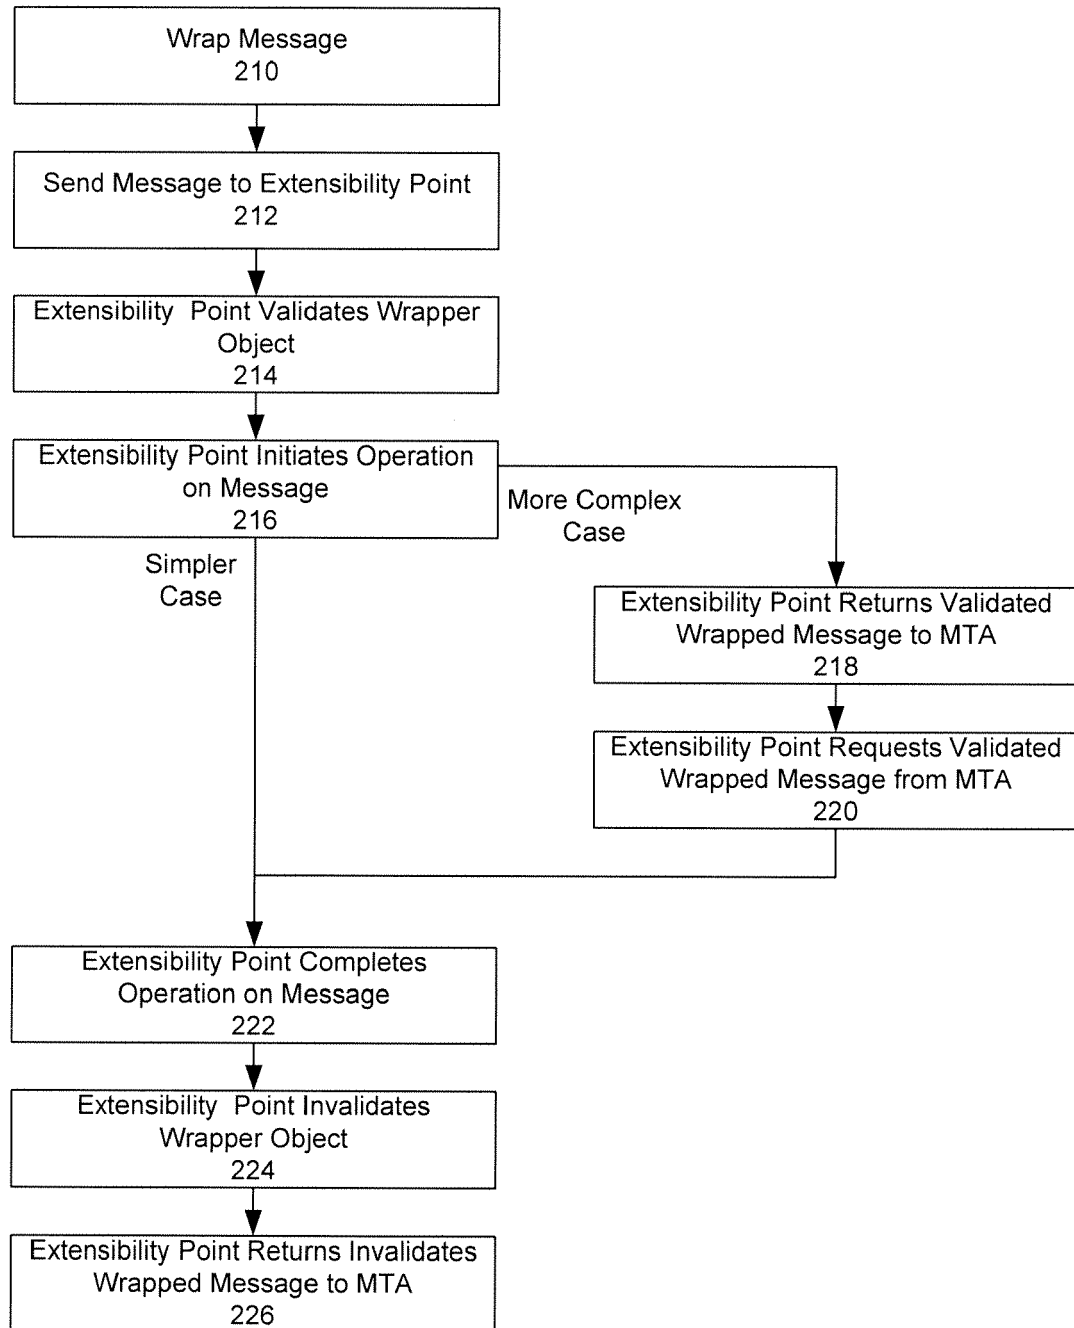 Wrap Message
210
Send Message to Extensibility Point
212
Extensibility Point Validates Wrapper
Object
214
Extensibility Point Initiates Operation
on Message
216
More Complex
Case
Simpler
Case
Extensibility Point Returns Validated
Wrapped Message to MTA
218
Extensibility Point Requests Validated
Wrapped Message from MTA
220
Extensibility Point Completes
Operation on Message
222
Extensibility Point Invalidates
Wrapper Object
224
Extensibility Point Returns Invalidates
Wrapped Message to MTA
226